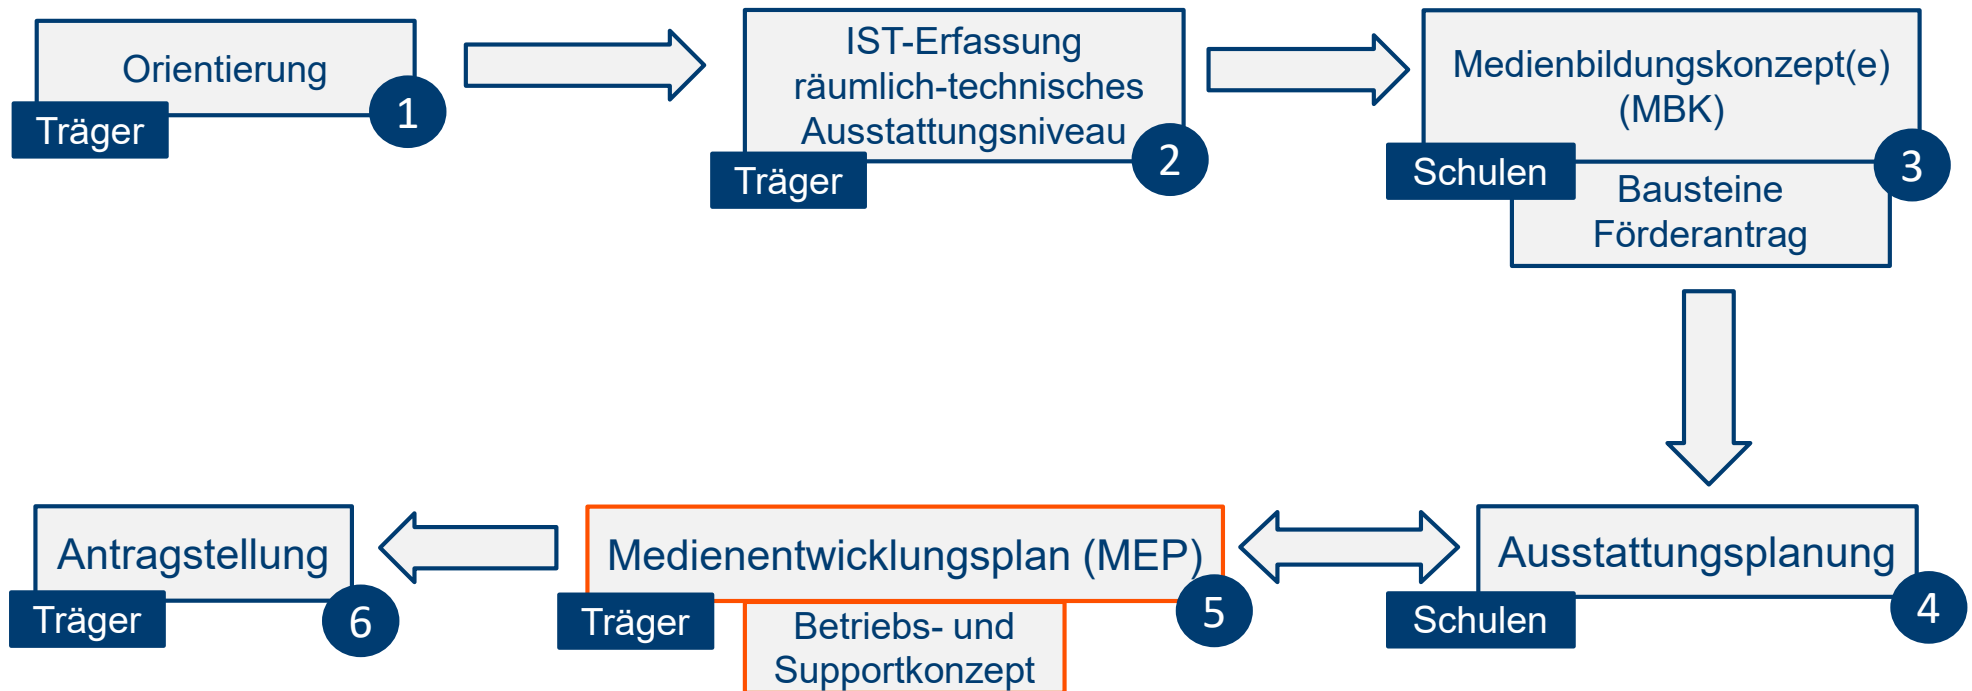 Orientierung
Träger
1
IST-Erfassung
räumlich-technisches
Ausstattungsniveau
Träger
2
Medienbildungskonzept(e)
(MBK)
Schulen
3
Bausteine
Förderantrag
Ausstattungsplanung
Schulen
4
Medienentwicklungsplan (MEP)
Träger
5
Betriebs- und
Supportkonzept
Antragstellung
Träger
6